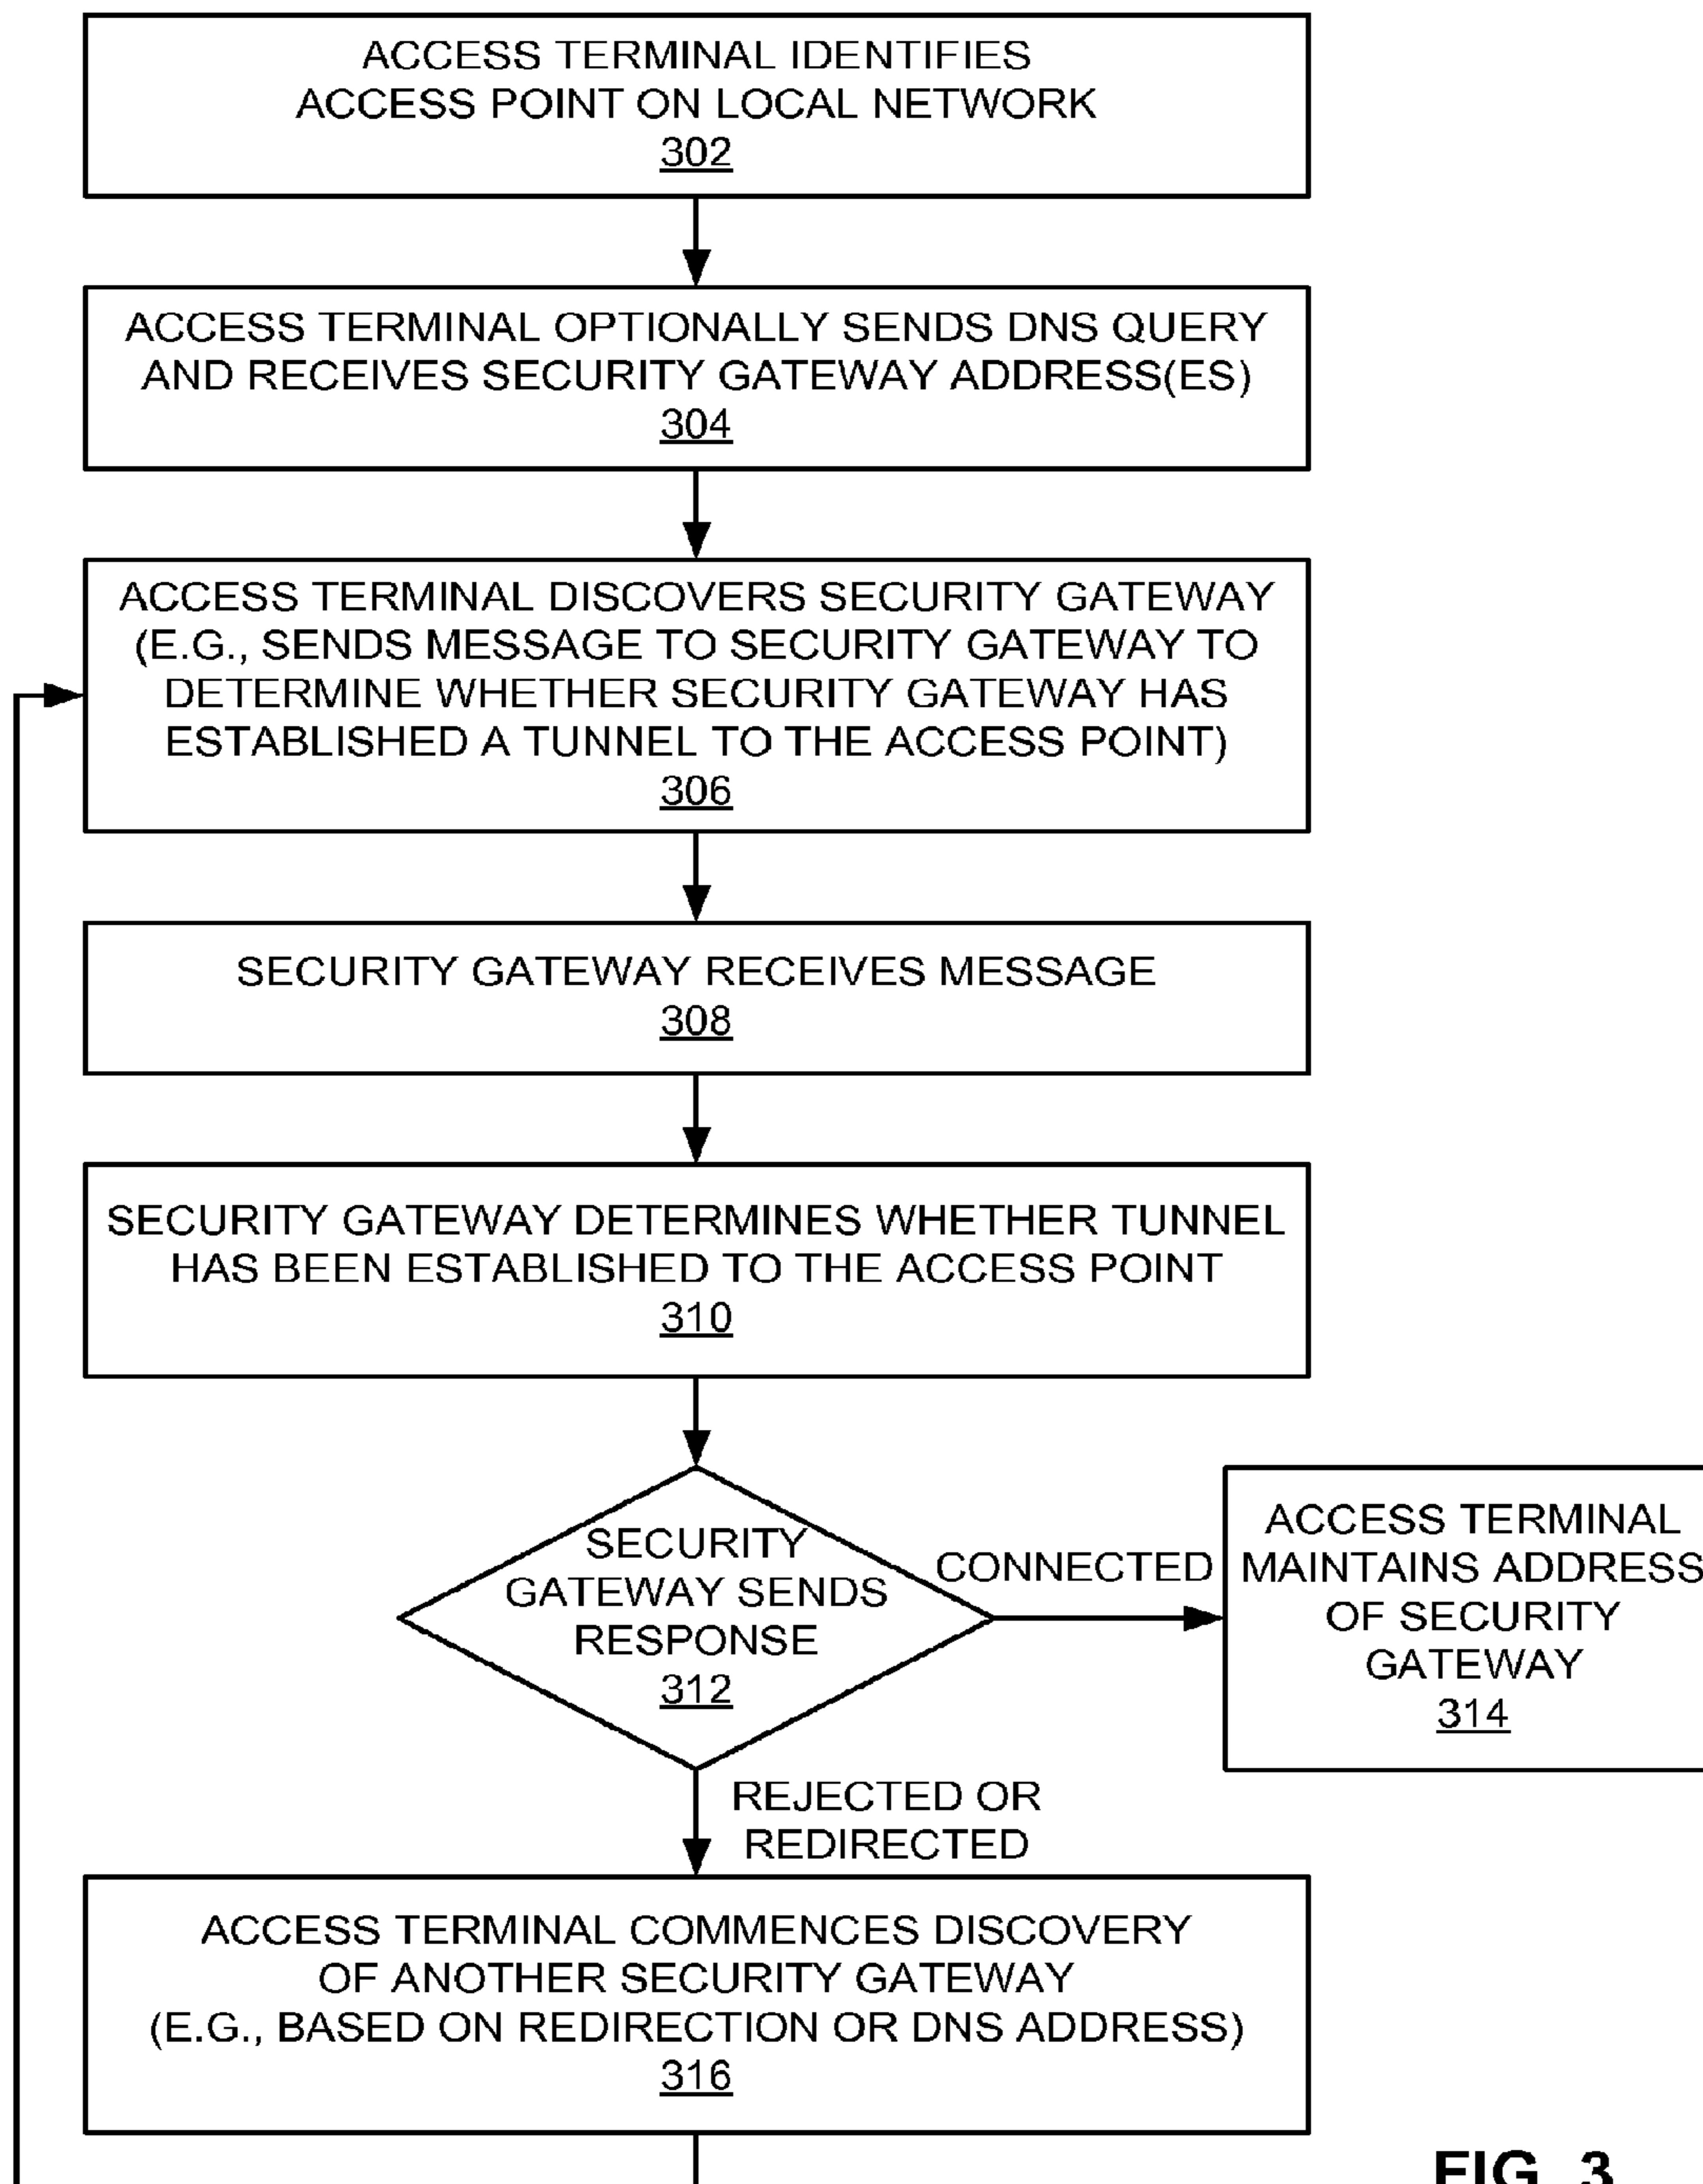 ACCESS TERMINAL IDENTIFIES
ACCESS POINT ON LOCAL NETWORK
302
ACCESS TERMINAL OPTIONALLY SENDS DNS QUERY
AND RECEIVES SECURITY GATEWAY ADDRESS(ES)
304
ACCESS TERMINAL DISCOVERS SECURITY GATEWAY
(E.G., SENDS MESSAGE TO SECURITY GATEWAY TO
DETERMINE WHETHER SECURITY GATEWAY HAS
ESTABLISHED A TUNNEL TO THE ACCESS POINT)
306
SECURITY GATEWAY RECEIVES MESSAGE
308
SECURITY GATEWAY DETERMINES WHETHER TUNNEL
HAS BEEN ESTABLISHED TO THE ACCESS POINT
310
SECURITY
GATEWAY SENDS
RESPONSE
312
CONNECTED
ACCESS TERMINAL
MAINTAINS ADDRESS
OF SECURITY
GATEWAY
314
REJECTED OR
REDIRECTED
ACCESS TERMINAL COMMENCES DISCOVERY
OF ANOTHER SECURITY GATEWAY
(E.G., BASED ON REDIRECTION OR DNS ADDRESS)
316
FIG. 3